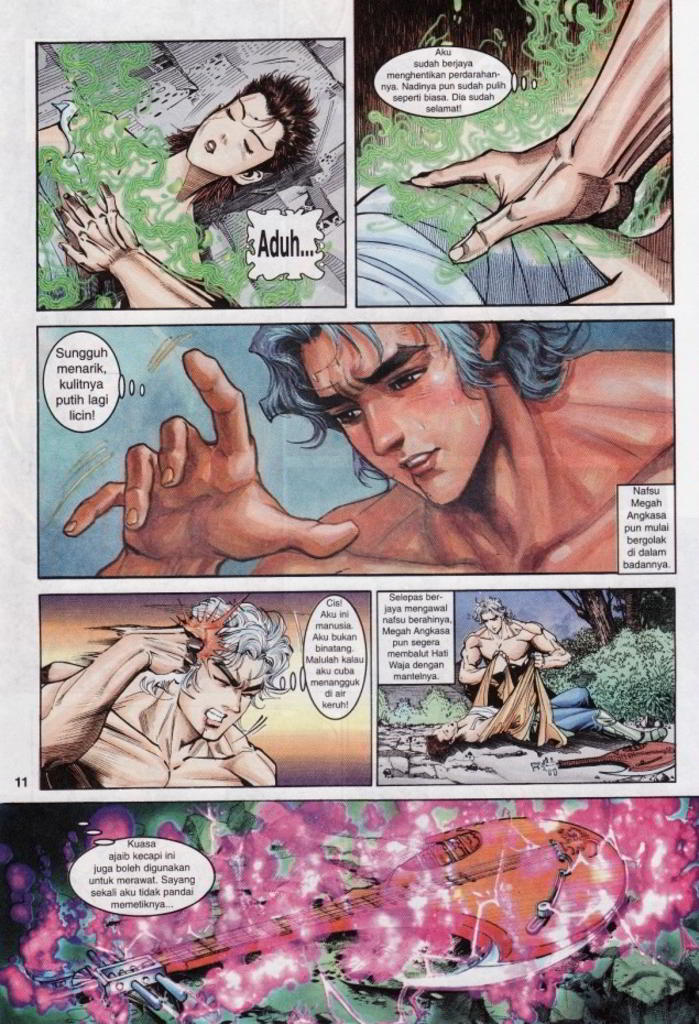 Aduh...
Aku
sudah berjaya
menghentikan perdarahan-
nya. Nadinya pun sudah pulih
seperti biasa. Dia sudah
selamat!
Sungguh
menarik,
kulitnya
putih lagi
licin!
Nafsu
Megah
Angkasa
pun mulai
bergolak
di dalam
badannya.
Cis!
Aku ini
manusia.
Aku bukan
binatang.
Malulah kalau
aku cuba
menangguk
di air
keruh!
Selepas ber-
jaya mengawal
nafsu berahinya,
Megah Angkasa
pun segera
membalut Hati
Waja dengan
mantelnya.
11
Kuasa
ajaib kecapi ini
juga boleh digunakan
untuk merawat. Sayang
sekali aku tidak pandai
memetiknya...